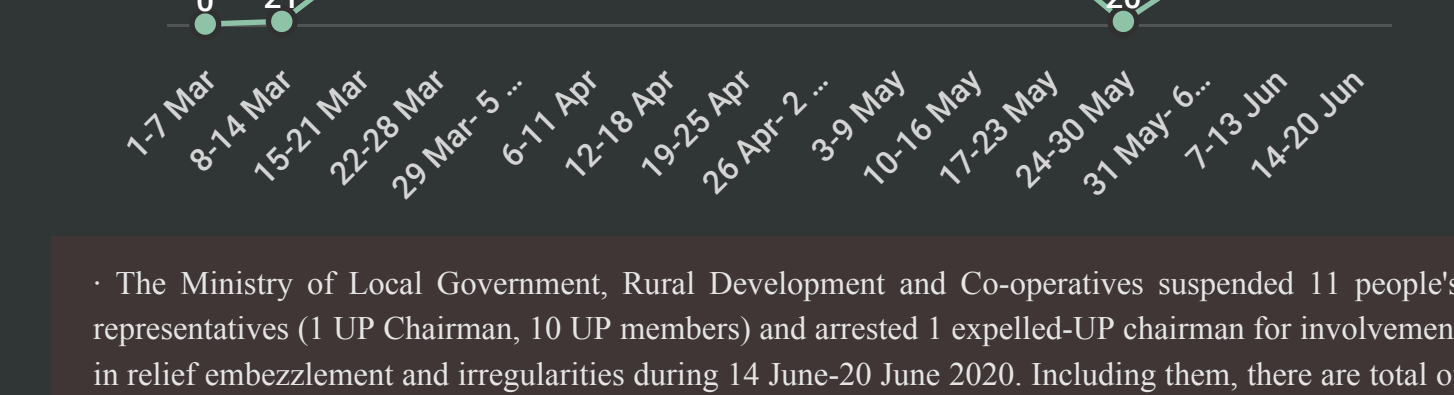 0
21
20
1-7 Mar
8-14 Mar
15-21 Mar
22-28 Mar
29 Mar- 5 ...
6-11 Apr
12-18 Apr
19-25 Apr
26 Apr- 2 ...
3-9 May
10-16 May
17-23 May
24-30 May
31 May- 6...
7-13 Jun
14-20 Jun
· The Ministry of Local Government, Rural Development and Co-operatives suspended 11 people's
representatives (1 UP Chairman, 10 UP members) and arrested 1 expelled-UP chairman for involvemen
in relief embezzlement and irregularities during 14 June-20 June 2020. Including them, there are total o